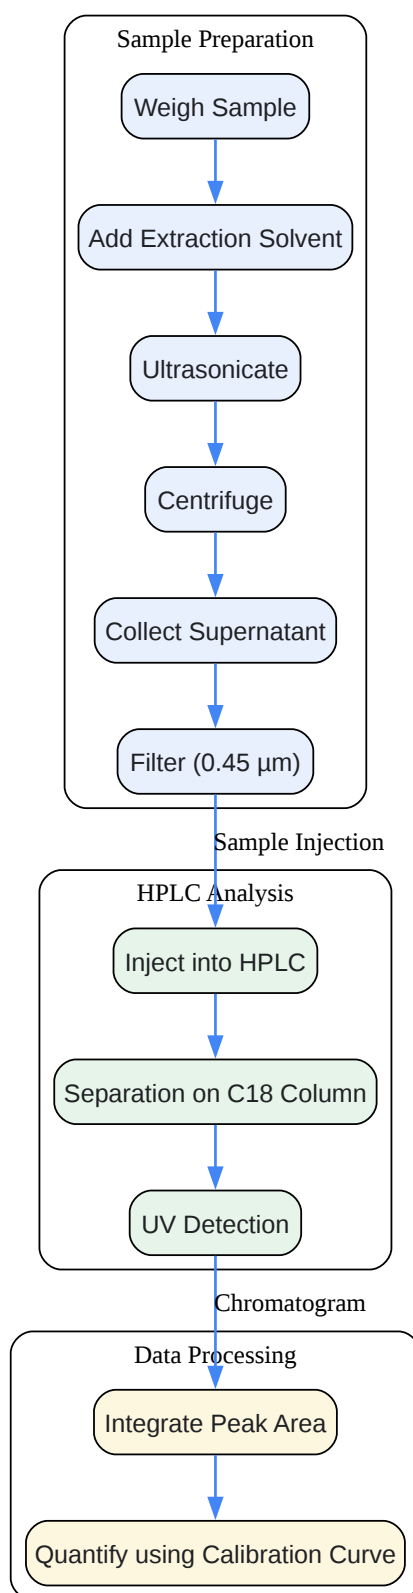 Sample Preparation
Weigh Sample
Add Extraction Solvent
Ultrasonicate
Centrifuge
Collect Supernatant
Filter (0.45 µm)
Sample Injection
HPLC Analysis
Inject into HPLC
Separation on C18 Column
UV Detection
Chromatogram
Data Processing
Integrate Peak Area
Quantify using Calibration Curve